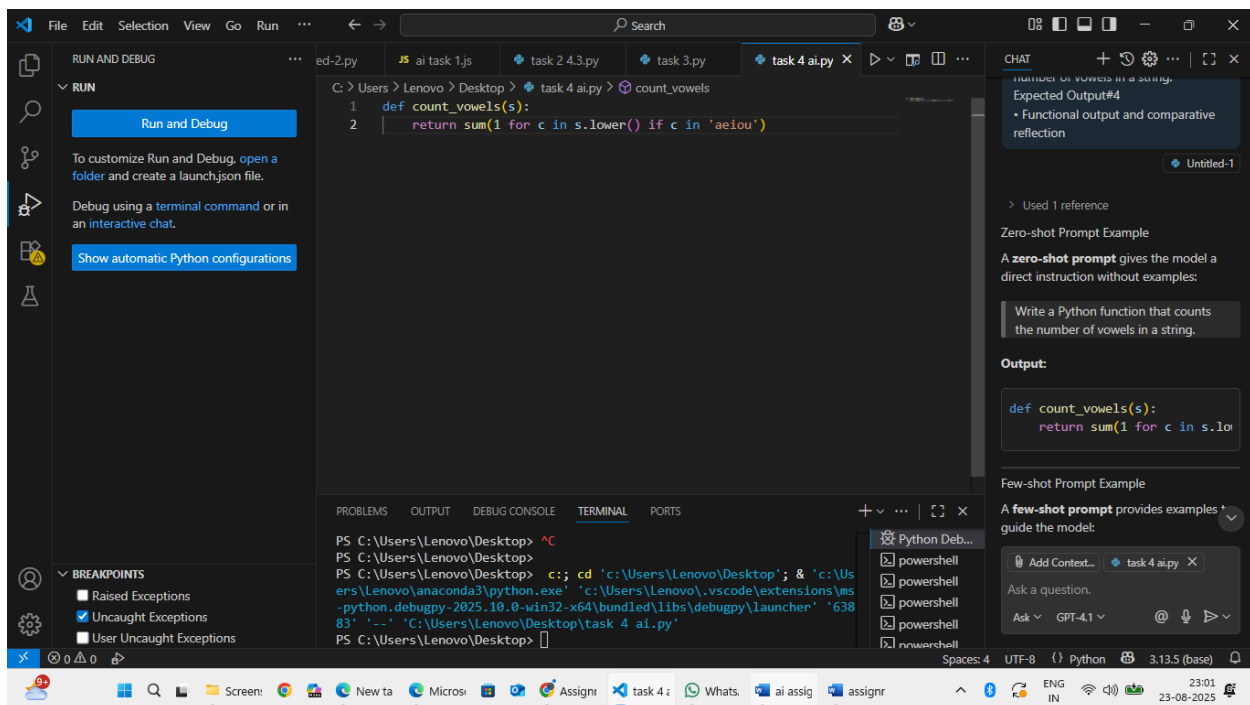 File Edit Selection View Go Run ··· Search
RUN AND DEBUG ···
RUN
Run and Debug
To customize Run and Debug, open a
folder and create a launch.json file.
Debug using a terminal command or in
an interactive chat.
Show automatic Python configurations
BREAKPOINTS
Raised Exceptions
Uncaught Exceptions
User Uncaught Exceptions
ed-2.py JS ai task 1.js task 2 4.3.py task 3.py task 4 ai.py
C: > Users > Lenovo > Desktop > task 4 ai.py > count_vowels
1 def count_vowels(s):
2 return sum(1 for c in s.lower() if c in 'aeiou')
PROBLEMS OUTPUT DEBUG CONSOLE TERMINAL PORTS
PS C:\Users\Lenovo\Desktop> ^C
PS C:\Users\Lenovo\Desktop>
PS C:\Users\Lenovo\Desktop> c:; cd 'c:\Users\Lenovo\Desktop'; & 'c:\Us
ers\Lenovo\anaconda3\python.exe' 'c:\Users\Lenovo\.vscode\extensions\ms
-python.debugpy-2025.10.0-win32-x64\bundled\libs\debugpy\launcher' '638
83' '--' 'C:\Users\Lenovo\Desktop\task 4 ai.py'
PS C:\Users\Lenovo\Desktop>
Python Deb...
powershell
powershell
powershell
powershell
powershell
CHAT
number of vowels in a string.
Expected Output#4
• Functional output and comparative
reflection
Untitled-1
> Used 1 reference
Zero-shot Prompt Example
A zero-shot prompt gives the model a
direct instruction without examples:
Write a Python function that counts
the number of vowels in a string.
Output:
def count_vowels(s):
return sum(1 for c in s.lo
Few-shot Prompt Example
A few-shot prompt provides examples
guide the model:
Add Context... task 4 ai.py
Ask a question.
Ask GPT-4.1
0 0 Spaces: 4 UTF-8 {} Python 3.13.5 (base)
9+ Screen: New ta Microso Assignm task 4 a Whats. ai assig assignr ENG 23:01
IN 23-08-2025